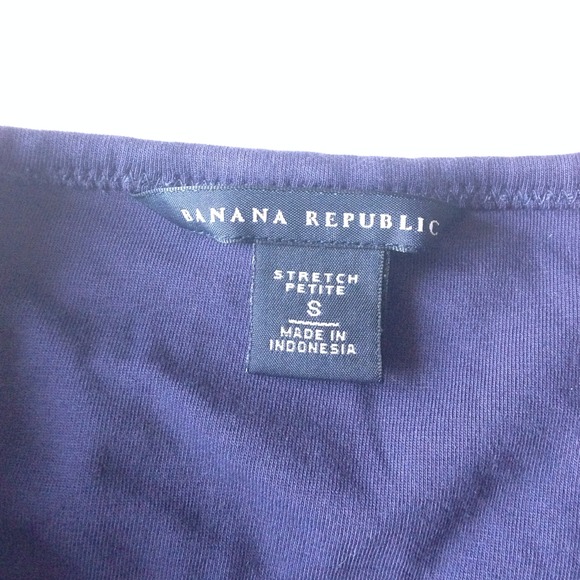 BANANA REPUBLIC
STRETCH
PETITE
S
MADE IN
INDONESIA